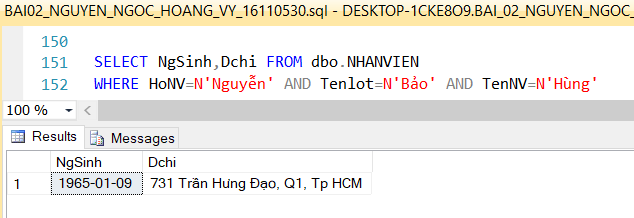 BAI02_NGUYEN_NGOC_HOANG_VY_16110530.sql - DESKTOP-1CKE8O9.BAI_02_NGUYEN_NGOC_
150
151 SELECT NgSinh,Dchi FROM dbo.NHANVIEN
152 WHERE HoNV=N'Nguyễn' AND Tenlot=N'Bảo' AND TenNV=N'Hùng'
100 %
Results Messages
NgSinh Dchi
1 1965-01-09 731 Trần Hưng Đạo, Q1, Tp HCM